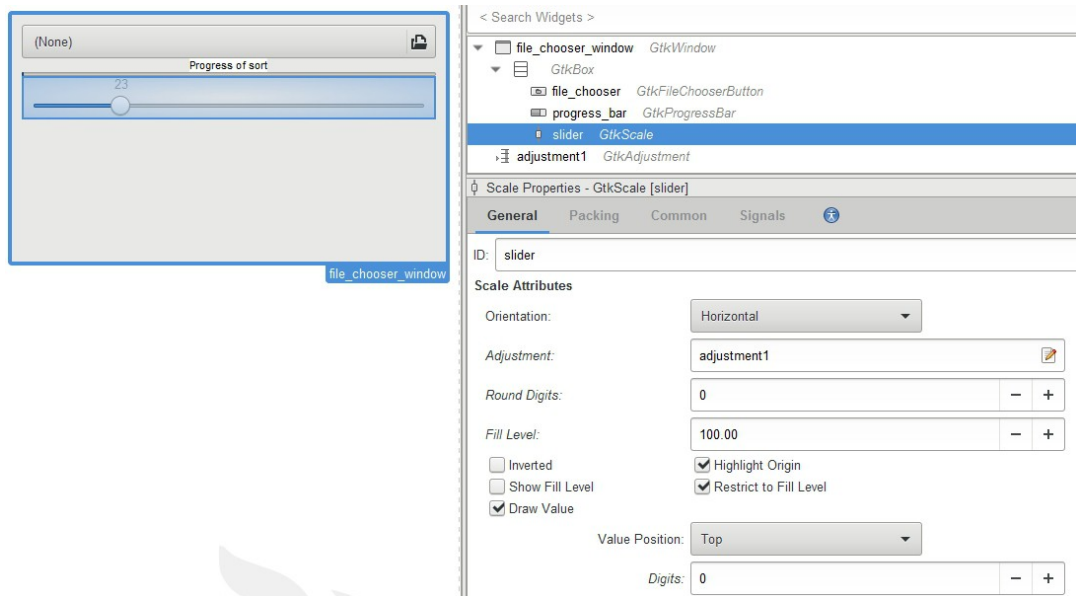 (None)
Progress of sort
23
file_chooser_window
< Search Widgets >
file_chooser_window GtkWindow
GtkBox
file_chooser GtkFileChooserButton
progress_bar GtkProgressBar
slider GtkScale
adjustment1 GtkAdjustment
Scale Properties - GtkScale [slider]
General Packing Common Signals
ID: slider
Scale Attributes
Orientation: Horizontal
Adjustment: adjustment1
Round Digits: 0
Fill Level: 100.00
Inverted Highlight Origin
Show Fill Level Restrict to Fill Level
Draw Value
Value Position: Top
Digits: 0